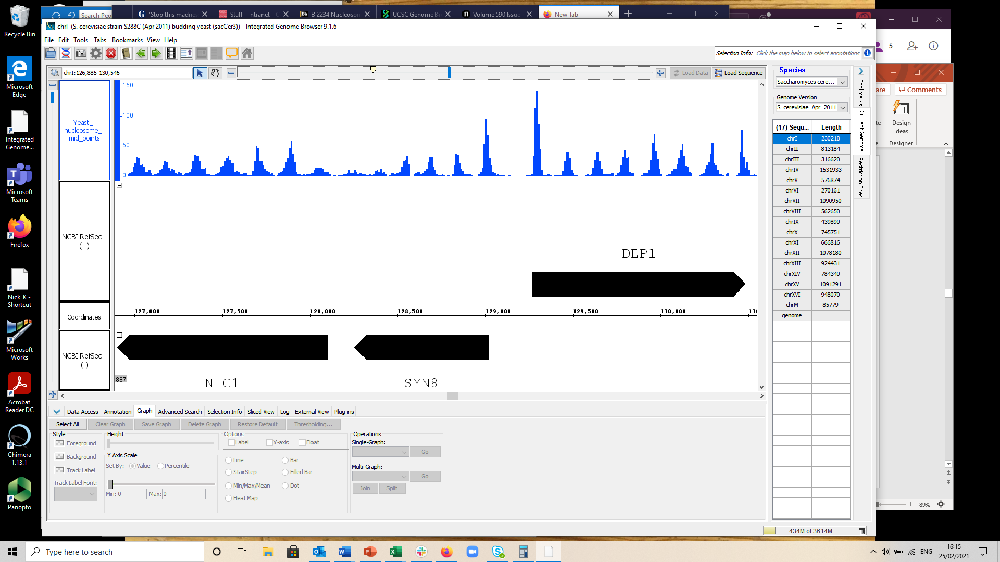 Recycle Bin
Microsoft Edge
Integrated Genome...
Microsoft Teams
Firefox
Nick_K - Shortcut
Microsoft Works
Acrobat Reader DC
Chimera 1.13.1
Panopto
Search Peo
'Stop this madnes
Staff - Intranet - C
BI2234 Nucleosom
UCSC Genome Br
Volume 590 Issue
New Tab
chrI (S. cerevisiae strain S288C (Apr 2011) budding yeast (sacCer3)) - Integrated Genome Browser 9.1.6
File Edit Tools Tabs Bookmarks View Help
Selection Info: Click the map below to select annotations
chrI:126,885-130,546
Load Data
Load Sequence
Yeast_
nucleosome_
mid_points
150
100
50
0
NCBI RefSeq
(+)
DEP1
Coordinates
127,000 127,500 128,000 128,500 129,000 129,500 130,000 13
NCBI RefSeq
(-)
,887
NTG1
SYN8
Species
Saccharomyces cere...
Genome Version
S_cerevisiae_Apr_2011
(17) Sequ... Length
chrI 230218
chrII 813184
chrIII 316620
chrIV 1531933
chrV 576874
chrVI 270161
chrVII 1090950
chrVIII 562650
chrIX 439890
chrX 745751
chrXI 666816
chrXII 1078180
chrXIII 924431
chrXIV 784340
chrXV 1091291
chrXVI 948070
chrM 85779
genome
Bookmarks
Current Genome
Restriction Sites
Data Access Annotation Graph Advanced Search Selection Info Sliced View Log External View Plug-ins
Select All Clear Graph Save Graph Delete Graph Restore Default Thresholding...
Style
Foreground
Background
Track Label
Track Label Font:
Height
Y Axis Scale
Set By: Value Percentile
Min: 0 Max: 0
Options
Label Y-axis Float
Line Bar
StairStep Filled Bar
Min/Max/Mean Dot
Heat Map
Operations
Single-Graph:
Go
Multi-Graph:
Go
Join Split
434M of 3614M
5
are
Comments
te
Design
Ideas
e
Designer
89%
Type here to search
ENG
16:15
25/02/2021